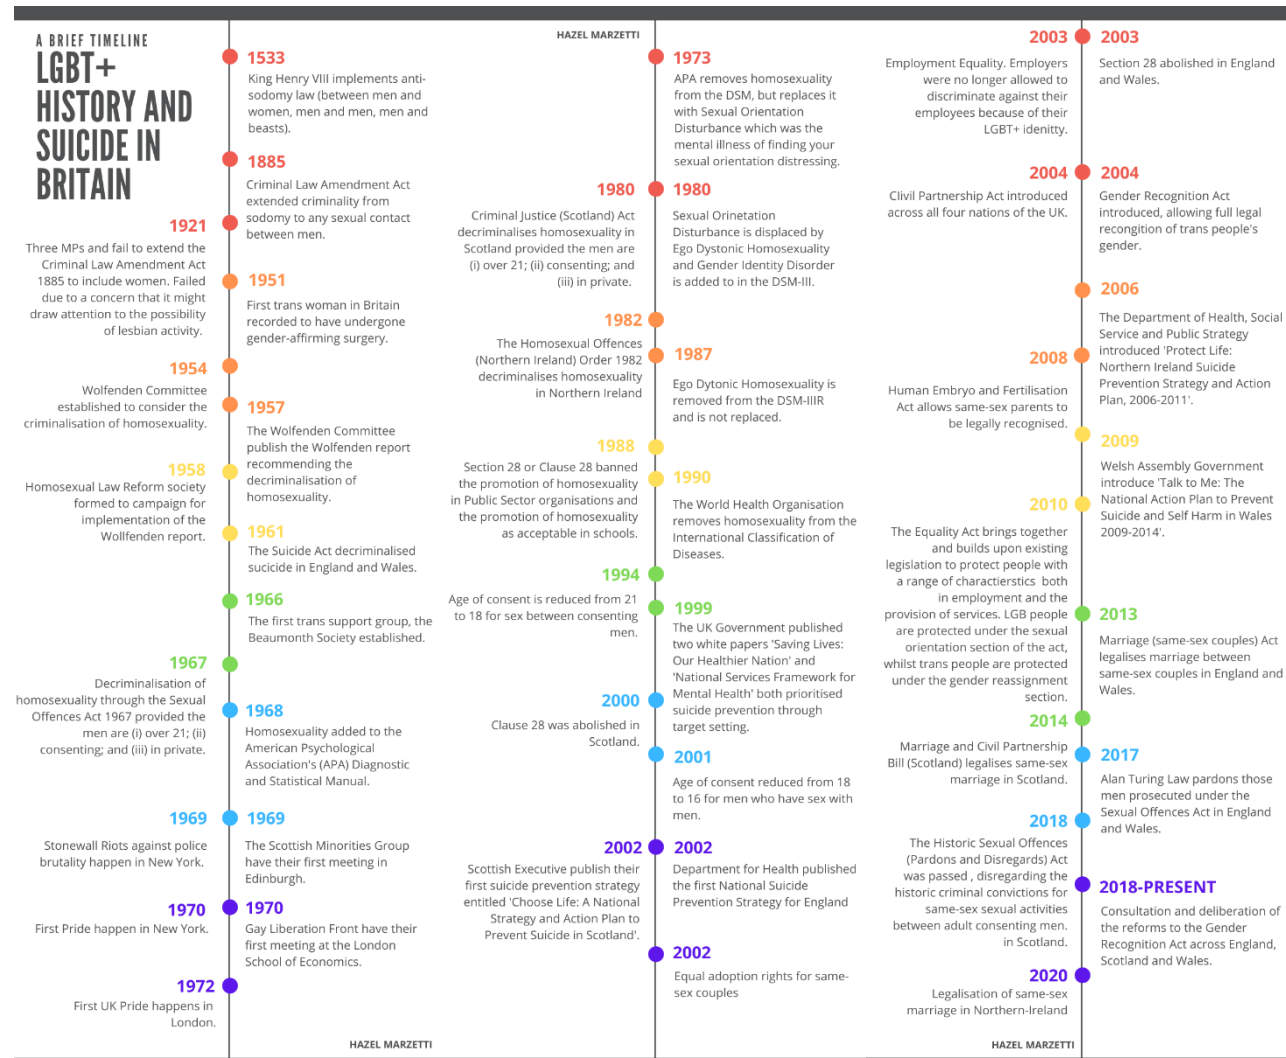 A BRIEF TIMELINE
LGBT+
HISTORY AND
SUICIDE IN
BRITAIN
1533
King Henry VIII implements anti-
sodomy law (between men and
women, men and men, men and
beasts).
1885
Criminal Law Amendment Act
extended criminality from
sodomy to any sexual contact
between men.
1921
Three MPs and fail to extend the
Criminal Law Amendment Act
1885 to include women. Failed
due to a concern that it might
draw attention to the possibility
of lesbian activity.
1951
First trans woman in Britain
recorded to have undergone
gender-affirming surgery.
1954
Wolfenden Committee
established to consider the
criminalisation of homosexuality.
1957
The Wolfenden Committee
publish the Wolfenden report
recommending the
decriminalisation of
homosexuality.
1958
Homosexual Law Reform society
formed to campaign for
implementation of the
Wollfenden report.
1961
The Suicide Act decriminalised
sucicide in England and Wales.
1966
The first trans support group, the
Beaumonth Society established.
1967
Decriminalisation of
homosexuality through the Sexual
Offences Act 1967 provided the
men are (i) over 21; (ii)
consenting; and (iii) in private.
1968
Homosexuality added to the
American Psychological
Association's (APA) Diagnostic
and Statistical Manual.
1969
Stonewall Riots against police
brutality happen in New York.
1969
The Scottish Minorities Group
have their first meeting in
Edinburgh.
1970
First Pride happen in New York.
1970
Gay Liberation Front have their
first meeting at the London
School of Economics.
1972
First UK Pride happens in
London.
HAZEL MARZETTI
HAZEL MARZETTI
1973
APA removes homosexuality
from the DSM, but replaces it
with Sexual Orientation
Disturbance which was the
mental illness of finding your
sexual orientation distressing.
1980
Criminal Justice (Scotland) Act
decriminalises homosexuality in
Scotland provided the men are
(i) over 21; (ii) consenting; and
(iii) in private.
1980
Sexual Orinetation
Disturbance is displaced by
Ego Dystonic Homosexuality
and Gender Identity Disorder
is added to in the DSM-III.
1982
The Homosexual Offences
(Northern Ireland) Order 1982
decriminalises homosexuality
in Northern Ireland
1987
Ego Dytonic Homosexuality is
removed from the DSM-IIIR
and is not replaced.
1988
Section 28 or Clause 28 banned
the promotion of homosexuality
in Public Sector organisations and
the promotion of homosexuality
as acceptable in schools.
1990
The World Health Organisation
removes homosexuality from the
International Classification of
Diseases.
1994
Age of consent is reduced from 21
to 18 for sex between consenting
men.
1999
The UK Government published
two white papers 'Saving Lives:
Our Healthier Nation' and
'National Services Framework for
Mental Health' both prioritised
suicide prevention through
target setting.
2000
Clause 28 was abolished in
Scotland.
2001
Age of consent reduced from 18
to 16 for men who have sex with
men.
2002
Scottish Executive publish their
first suicide prevention strategy
entitled 'Choose Life: A National
Strategy and Action Plan to
Prevent Suicide in Scotland'.
2002
Department for Health published
the first National Suicide
Prevention Strategy for England
2002
Equal adoption rights for same-
sex couples
2003
Employment Equality. Employers
were no longer allowed to
discriminate against their
employees because of their
LGBT+ idenitty.
2003
Section 28 abolished in England
and Wales.
2004
Clivil Partnership Act introduced
across all four nations of the UK.
2004
Gender Recognition Act
introduced, allowing full legal
recongition of trans people's
gender.
2006
The Department of Health, Social
Service and Public Strategy
introduced 'Protect Life:
Northern Ireland Suicide
Prevention Strategy and Action
Plan, 2006-2011'.
2008
Human Embryo and Fertilisation
Act allows same-sex parents to
be legally recognised.
2009
Welsh Assembly Government
introduce 'Talk to Me: The
National Action Plan to Prevent
Suicide and Self Harm in Wales
2009-2014'.
2010
The Equality Act brings together
and builds upon existing
legislation to protect people with
a range of charactierstics both
in employment and the
provision of services. LGB people
are protected under the sexual
orientation section of the act,
whilst trans people are protected
under the gender reassignment
section.
2013
Marriage (same-sex couples) Act
legalises marriage between
same-sex couples in England and
Wales.
2014
Marriage and Civil Partnership
Bill (Scotland) legalises same-sex
marriage in Scotland.
2017
Alan Turing Law pardons those
men prosecuted under the
Sexual Offences Act in England
and Wales.
2018
The Historic Sexual Offences
(Pardons and Disregards) Act
was passed , disregarding the
historic criminal convictions for
same-sex sexual activities
between adult consenting men.
in Scotland.
2018-PRESENT
Consultation and deliberation of
the reforms to the Gender
Recognition Act across England,
Scotland and Wales.
2020
Legalisation of same-sex
marriage in Northern-Ireland
HAZEL MARZETTI